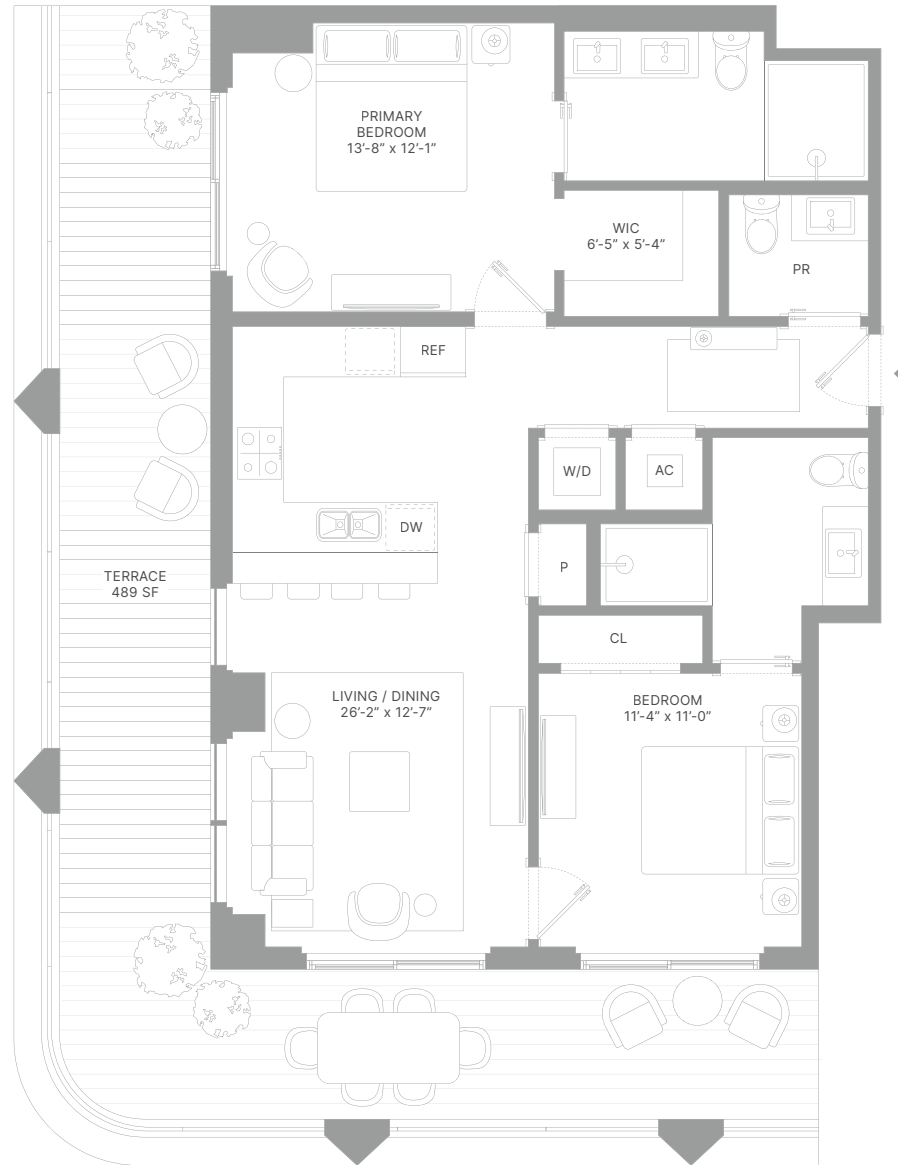 PRIMARY
BEDROOM
13’-8” x 12’-1”
WIC
6’-5” x 5’-4”
PR
REF
W/D
AC
DW
P
TERRACE
489 SF
CL
LIVING / DINING
26’-2” x 12’-7”
BEDROOM
11’-4” x 11’-0”